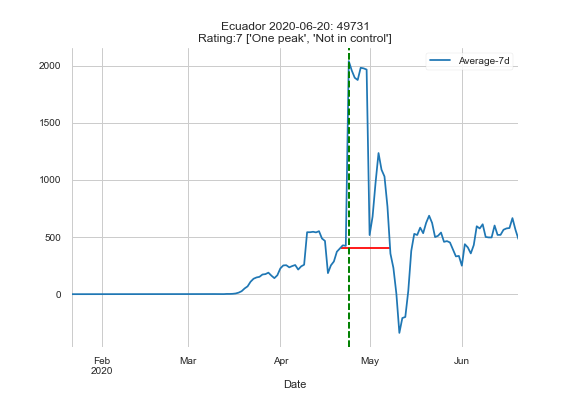 Ecuador 2020-06-20: 49731
Rating:7 ['One peak', 'Not in control']
Average-7d
2000
1500
1000
500
0
Feb
2020
Mar
Apr
May
Jun
Date